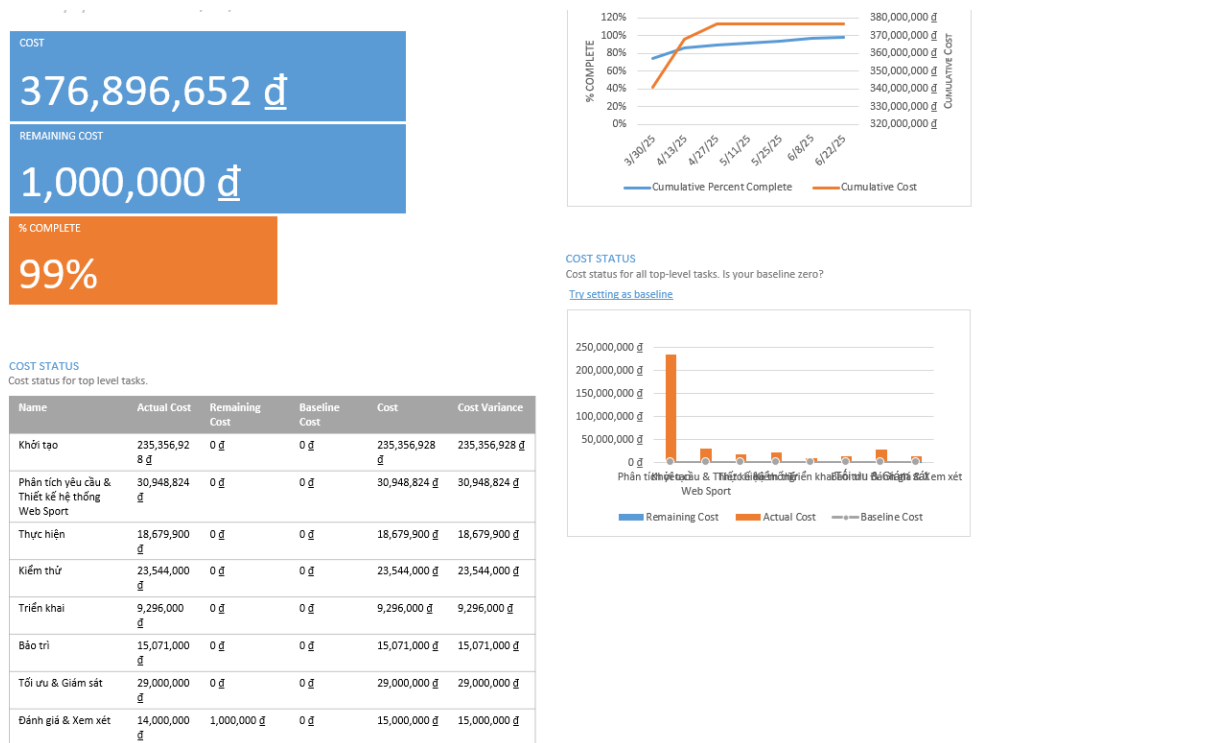 COST
376,896,652 ₫
REMAINING COST
1,000,000 ₫
% COMPLETE
99%
COST STATUS
Cost status for top level tasks.
Name Actual Cost Remaining Baseline Cost Cost Variance
Cost Cost
Khởi tạo 235,356,92 0 ₫ 0 ₫ 235,356,928 235,356,928 ₫
8 ₫ ₫
Phân tích yêu cầu & 30,948,824 0 ₫ 0 ₫ 30,948,824 ₫ 30,948,824 ₫
Thiết kế hệ thống ₫
Web Sport
Thực hiện 18,679,900 0 ₫ 0 ₫ 18,679,900 ₫ 18,679,900 ₫
₫
Kiểm thử 23,544,000 0 ₫ 0 ₫ 23,544,000 ₫ 23,544,000 ₫
₫
Triển khai 9,296,000 0 ₫ 0 ₫ 9,296,000 ₫ 9,296,000 ₫
₫
Bảo trì 15,071,000 0 ₫ 0 ₫ 15,071,000 ₫ 15,071,000 ₫
₫
Tối ưu & Giám sát 29,000,000 0 ₫ 0 ₫ 29,000,000 ₫ 29,000,000 ₫
₫
Đánh giá & Xem xét 14,000,000 1,000,000 ₫ 0 ₫ 15,000,000 ₫ 15,000,000 ₫
₫
120% 380,000,000 ₫
100% 370,000,000 ₫
80% 360,000,000 ₫
60% 350,000,000 ₫
40% 340,000,000 ₫
20% 330,000,000 ₫
0% 320,000,000 ₫
% COMPLETE
CUMULATIVE COST
3/30/25 4/13/25 4/27/25 5/11/25 5/25/25 6/8/25 6/22/25
Cumulative Percent Complete Cumulative Cost
COST STATUS
Cost status for all top-level tasks. Is your baseline zero?
Try setting as baseline
250,000,000 ₫
200,000,000 ₫
150,000,000 ₫
100,000,000 ₫
50,000,000 ₫
0 ₫
Web Sport
Remaining Cost Actual Cost Baseline Cost